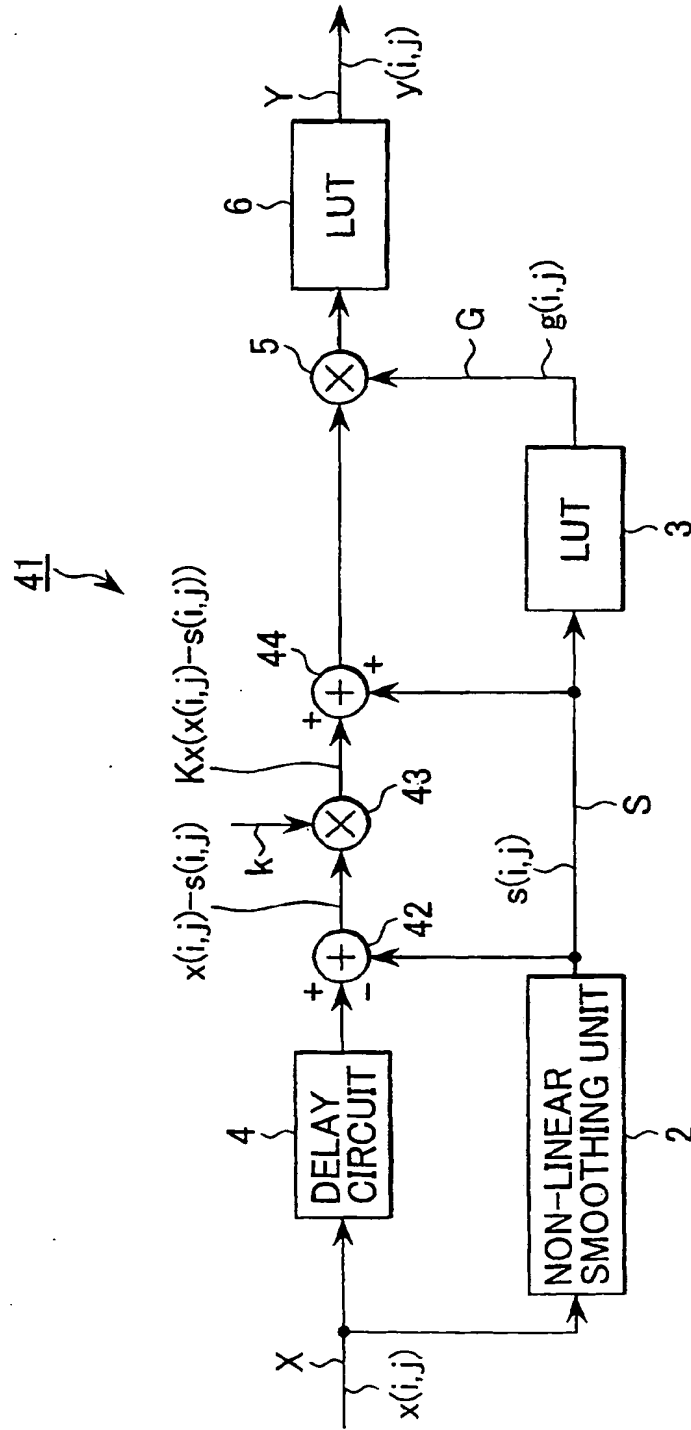 41
X
x(i,j)
4
DELAY
CIRCUIT
NON-LINEAR
SMOOTHING UNIT
2
+
-
+
42
x(i,j)-s(i,j)
k
×
43
Kx(x(i,j)-s(i,j))
+
+
+
44
s(i,j)
S
LUT
3
G
g(i,j)
5
×
6
LUT
Y
y(i,j)